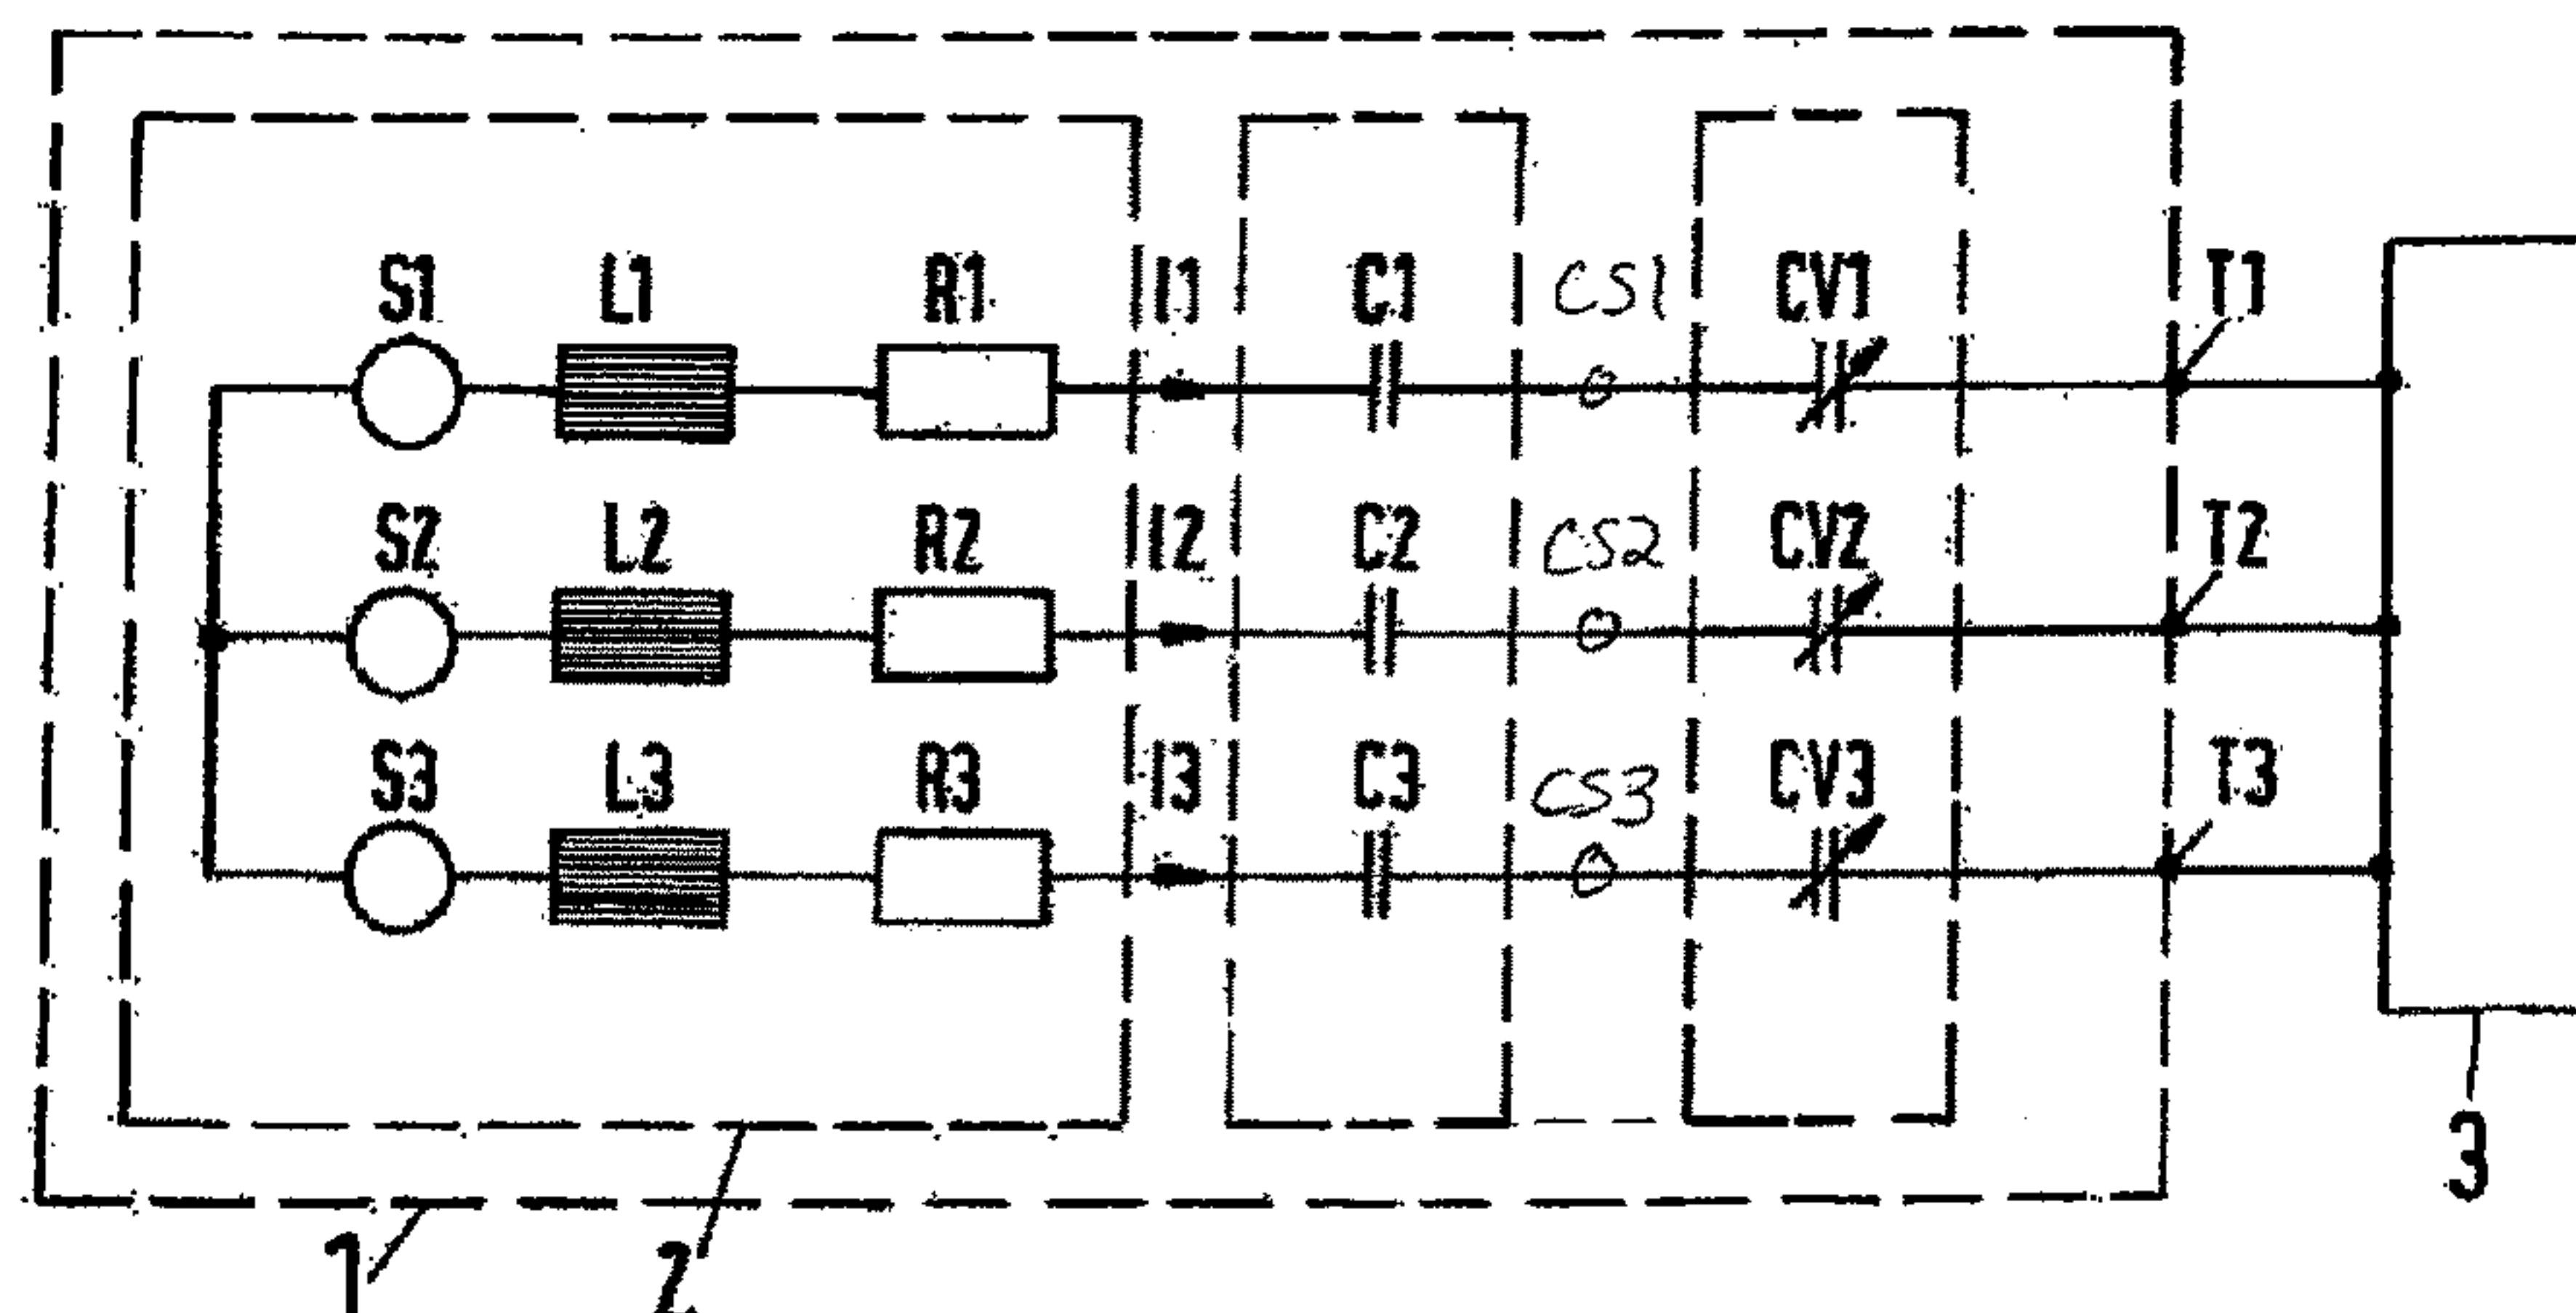 S1 L1 R1 I1 C1 CS1 CV1 T1
S2 L2 R2 I2 C2 CS2 CV2 T2
S3 L3 R3 I3 C3 CS3 CV3 T3
3
1 2